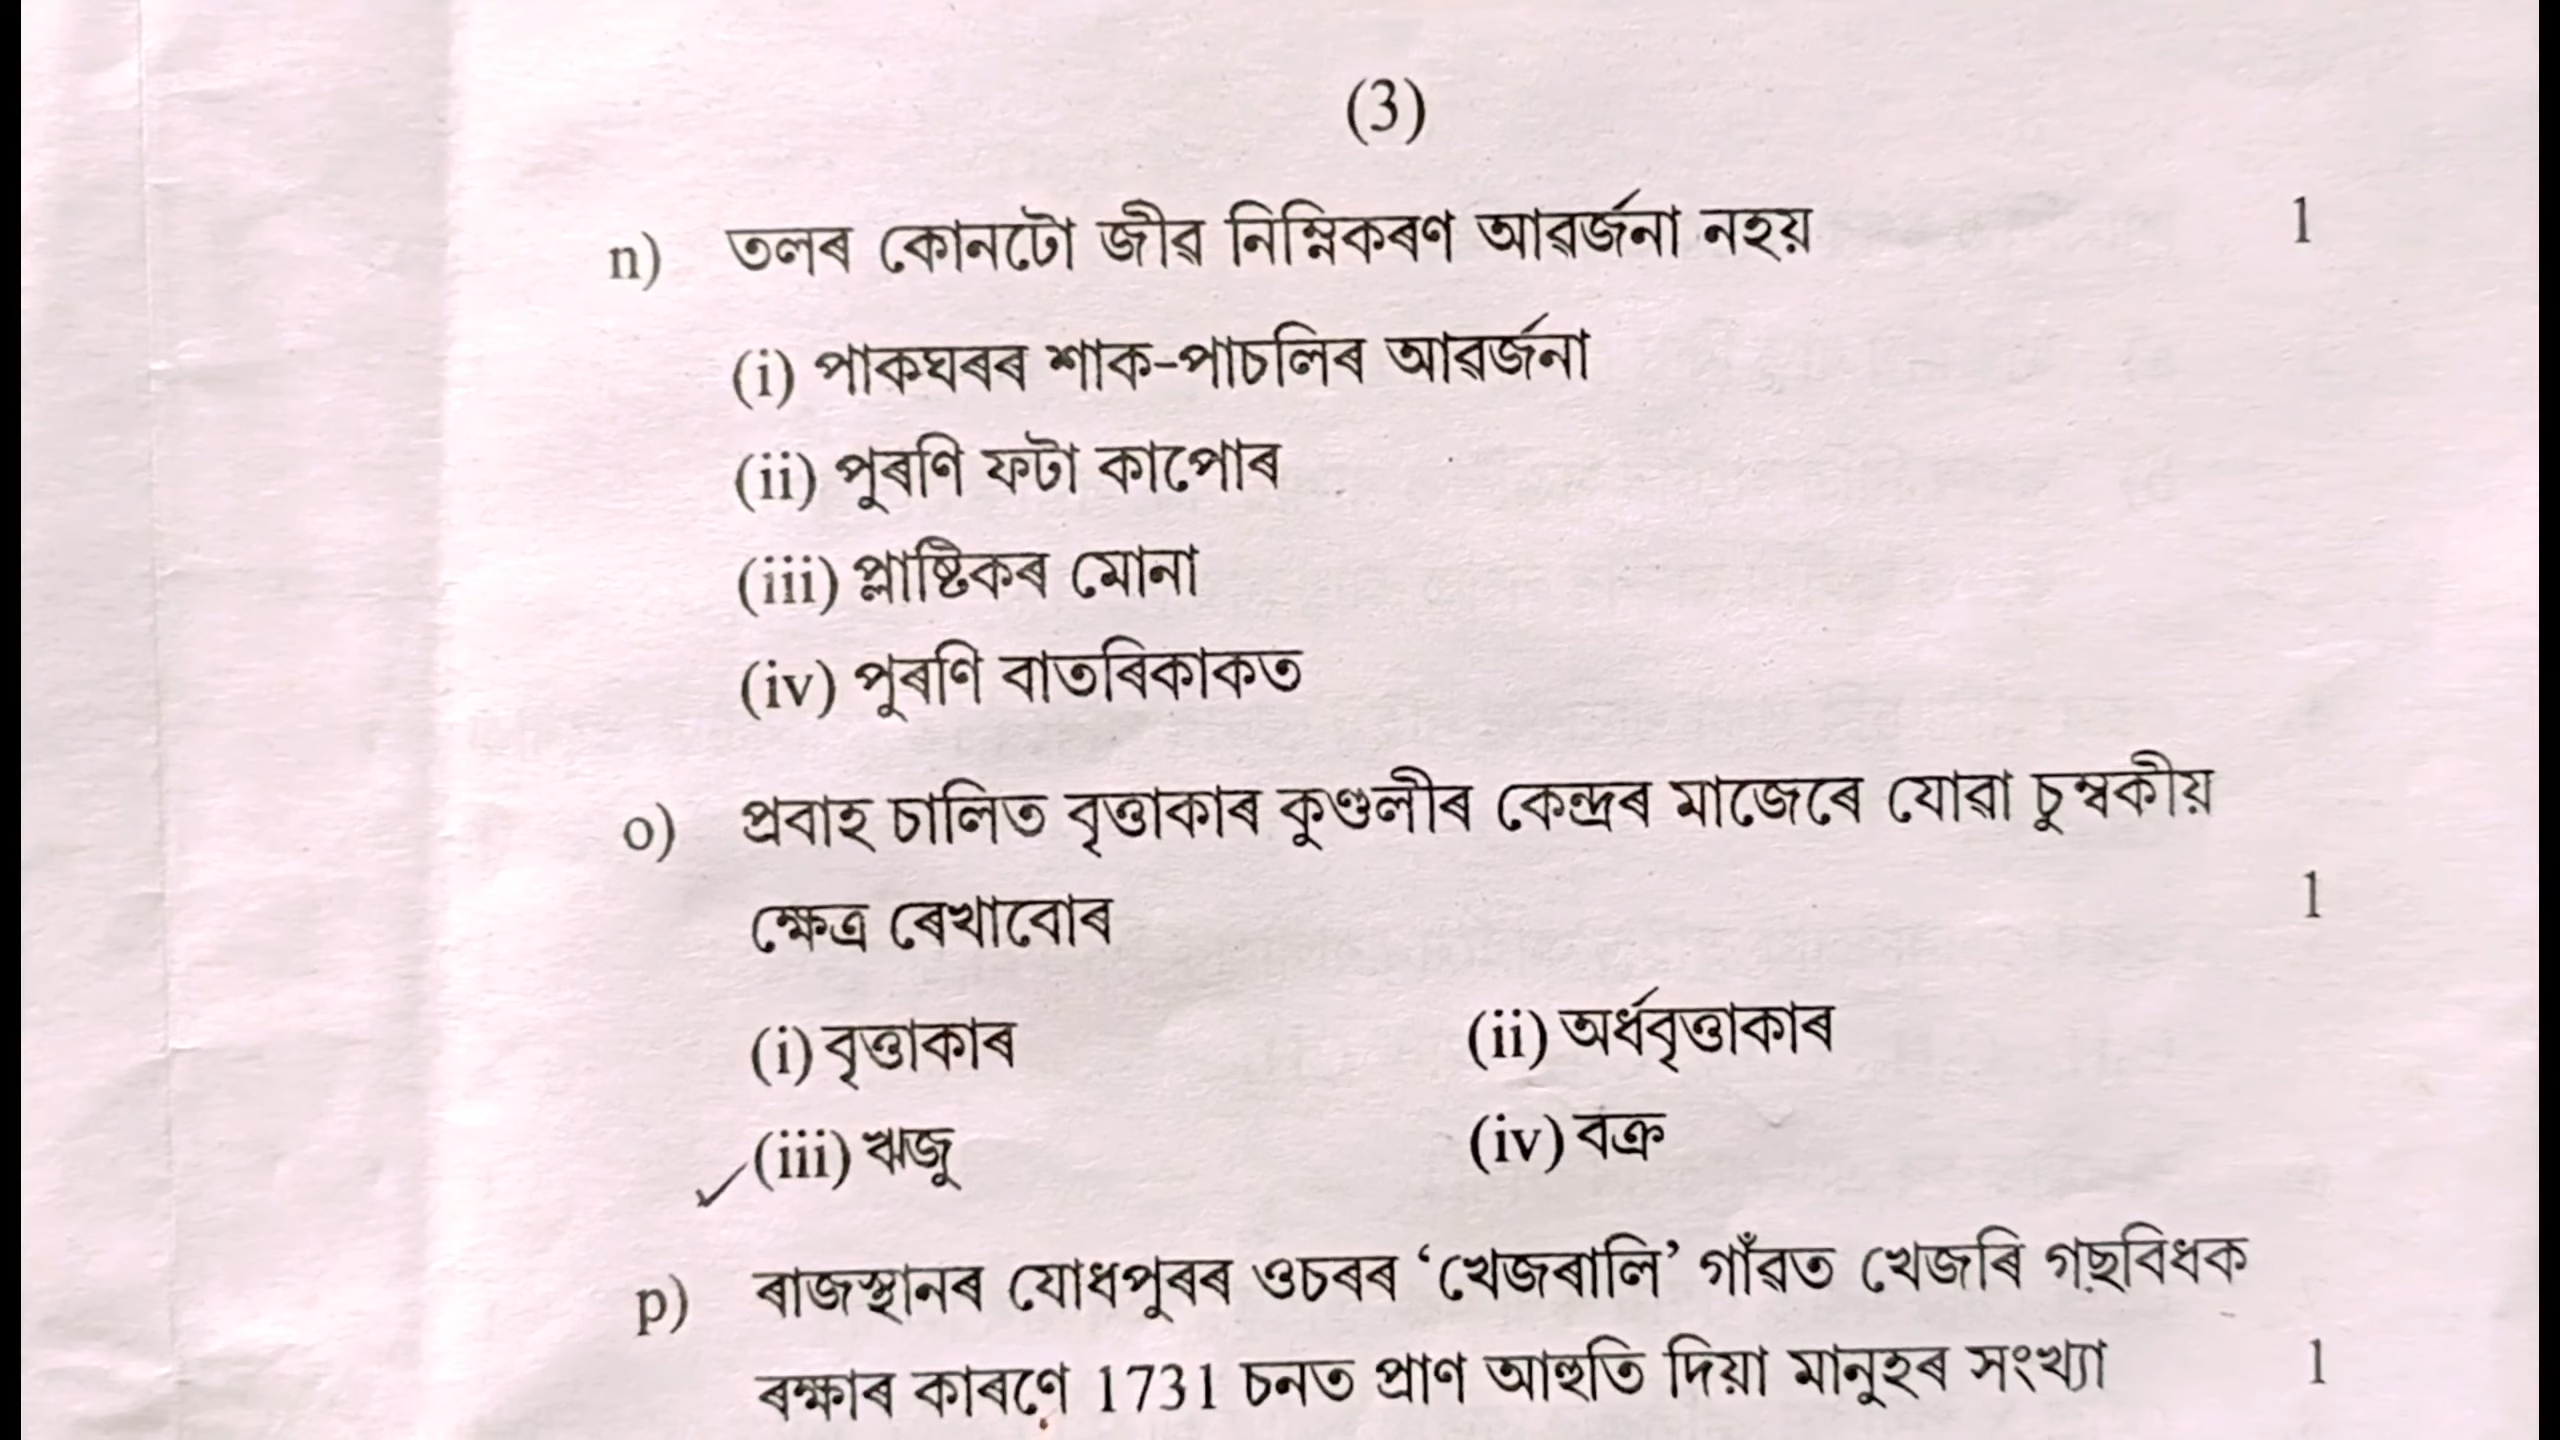 (3)
n) তলৰ কোনটো জীৱ নিম্নিকৰণ আৱৰ্জনা নহয় 1
(i) পাকঘৰৰ শাক-পাচলিৰ আৱৰ্জনা
(ii) পুৰণি ফটা কাপোৰ
(iii) প্লাষ্টিকৰ মোনা
(iv) পুৰণি বাতৰিকাকত
o) প্ৰবাহ চালিত বৃত্তাকাৰ কুণ্ডলীৰ কেন্দ্ৰৰ মাজেৰে যোৱা চুম্বকীয়
ক্ষেত্ৰ ৰেখাবোৰ 1
(i) বৃত্তাকাৰ (ii) অৰ্ধবৃত্তাকাৰ
(iii) ঋজু (iv) বক্ৰ
p) ৰাজস্থানৰ যোধপুৰৰ ওচৰৰ ‘খেজৰালি’ গাঁৱত খেজৰি গছবিধক
ৰক্ষাৰ কাৰণে 1731 চনত প্ৰাণ আহুতি দিয়া মানুহৰ সংখ্যা 1